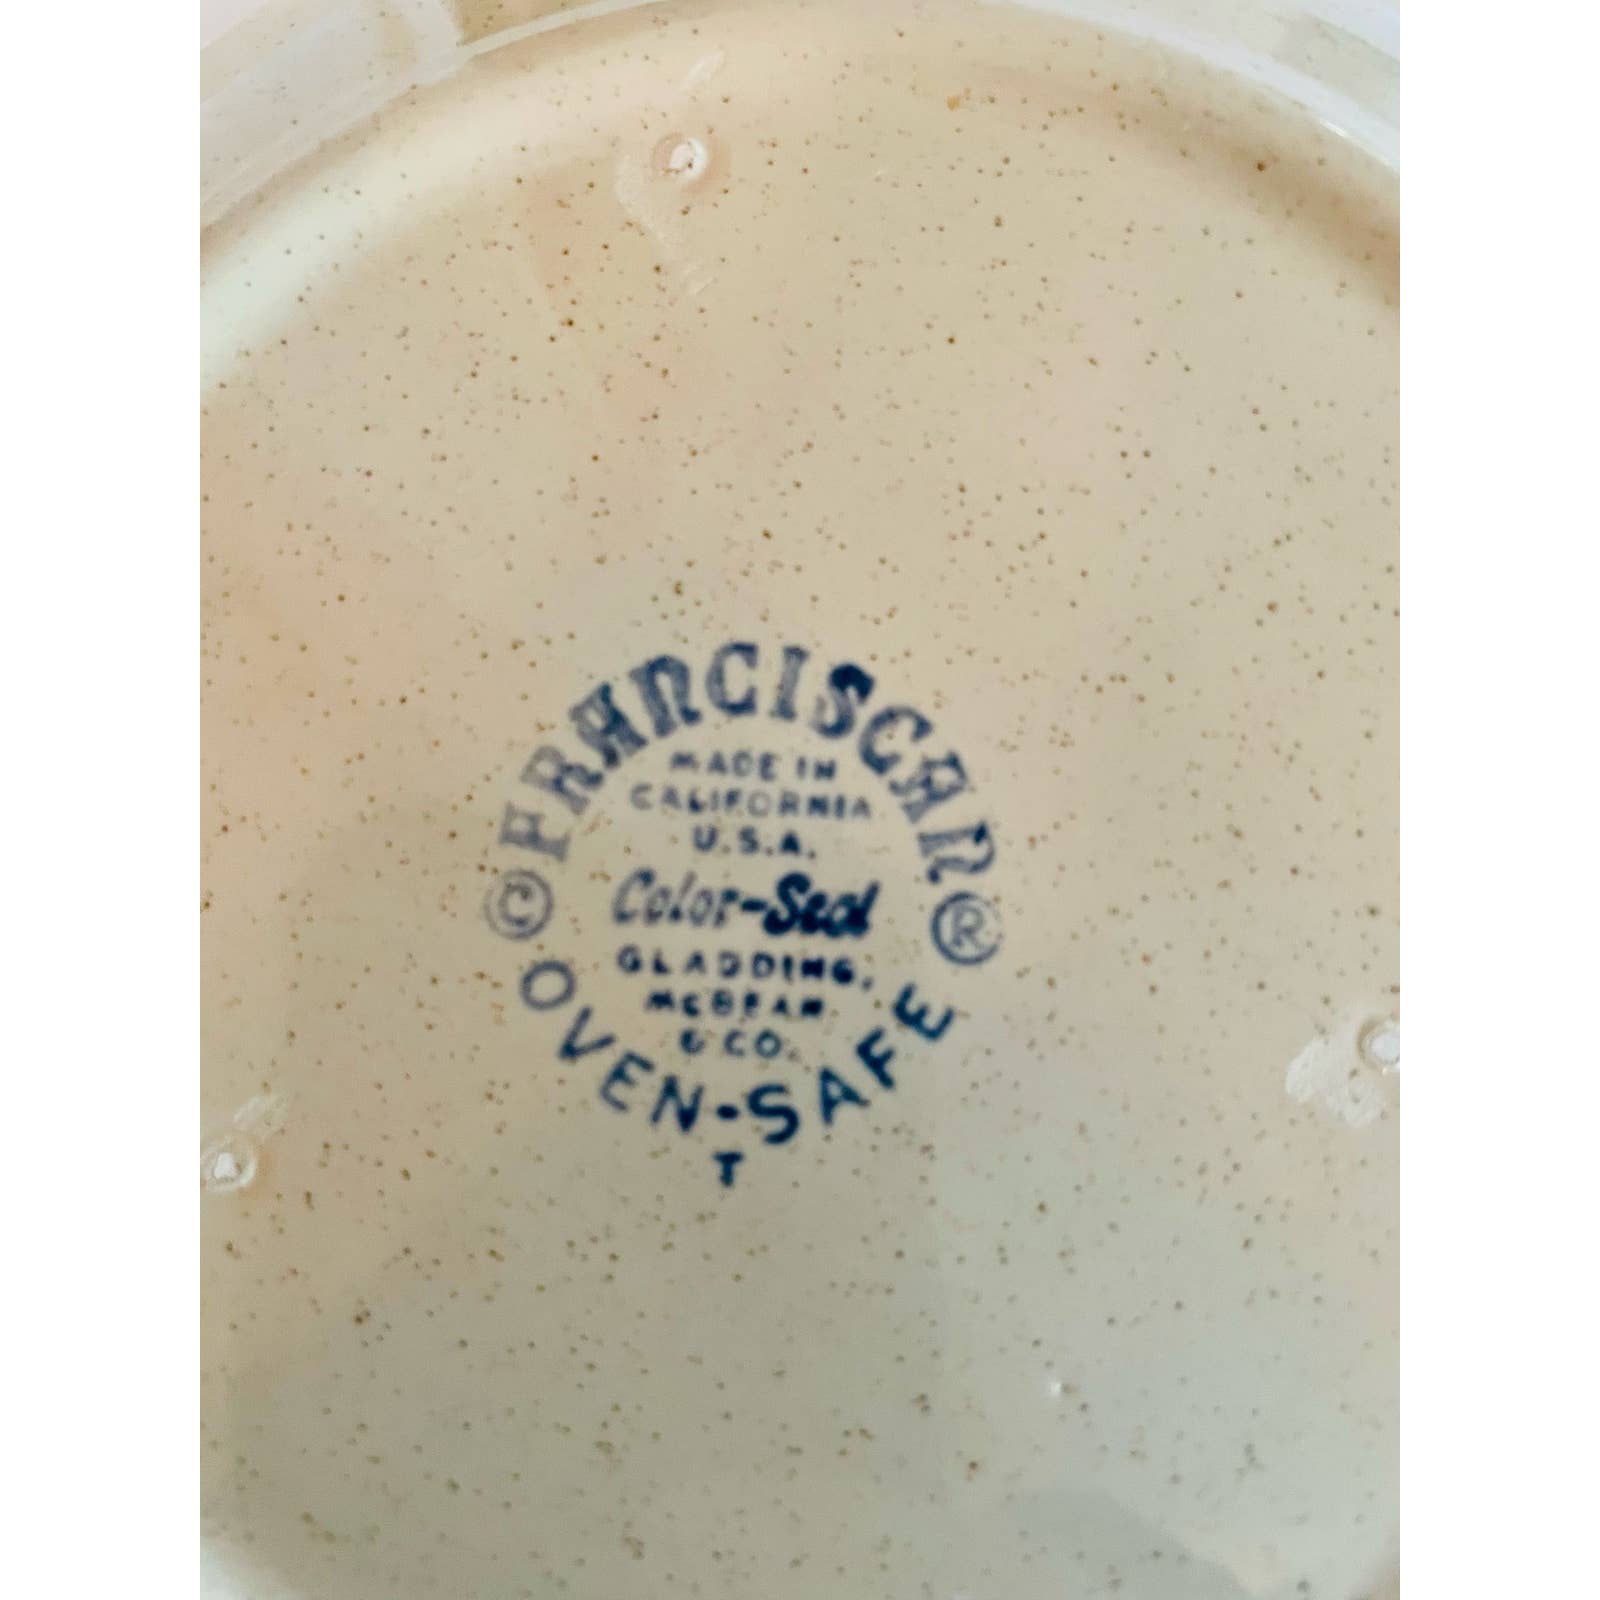 © FRANCISCAN ®
MADE IN
CALIFORNIA
U.S.A.
Color-Seal
GLADDING,
McBEAN
& CO.
OVEN-SAFE
T